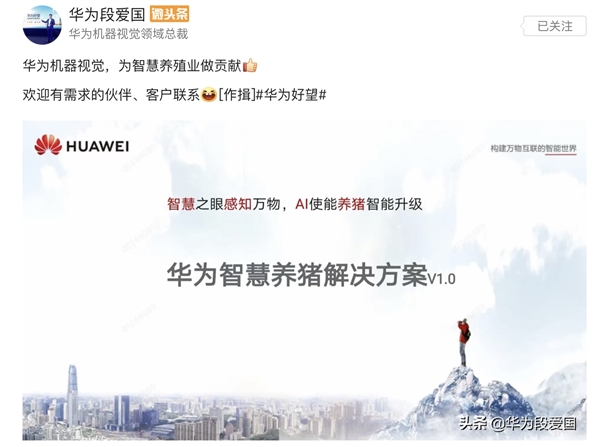 华为段爱国 微头条
华为机器视觉领域总裁
已关注
华为机器视觉，为智慧养殖业做贡献👍
欢迎有需求的伙伴、客户联系😆[作揖]#华为好望#
HUAWEI
构建万物互联的智能世界
智慧之眼感知万物，AI使能养猪智能升级
华为智慧养猪解决方案V1.0
头条 @华为段爱国